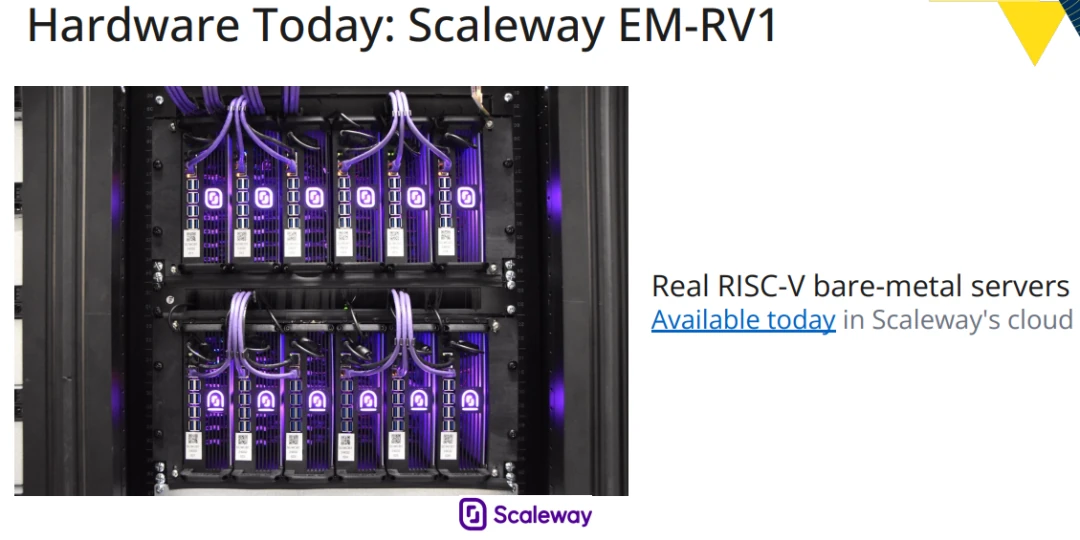 Hardware Today: Scaleway EM-RV1
Real RISC-V bare-metal servers
Available today in Scaleway's cloud
Scaleway